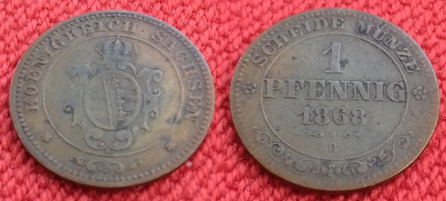 KOENIGREICH SACHSEN
SCHEIDE MÜNZE
1
PFENNIG
1868
B